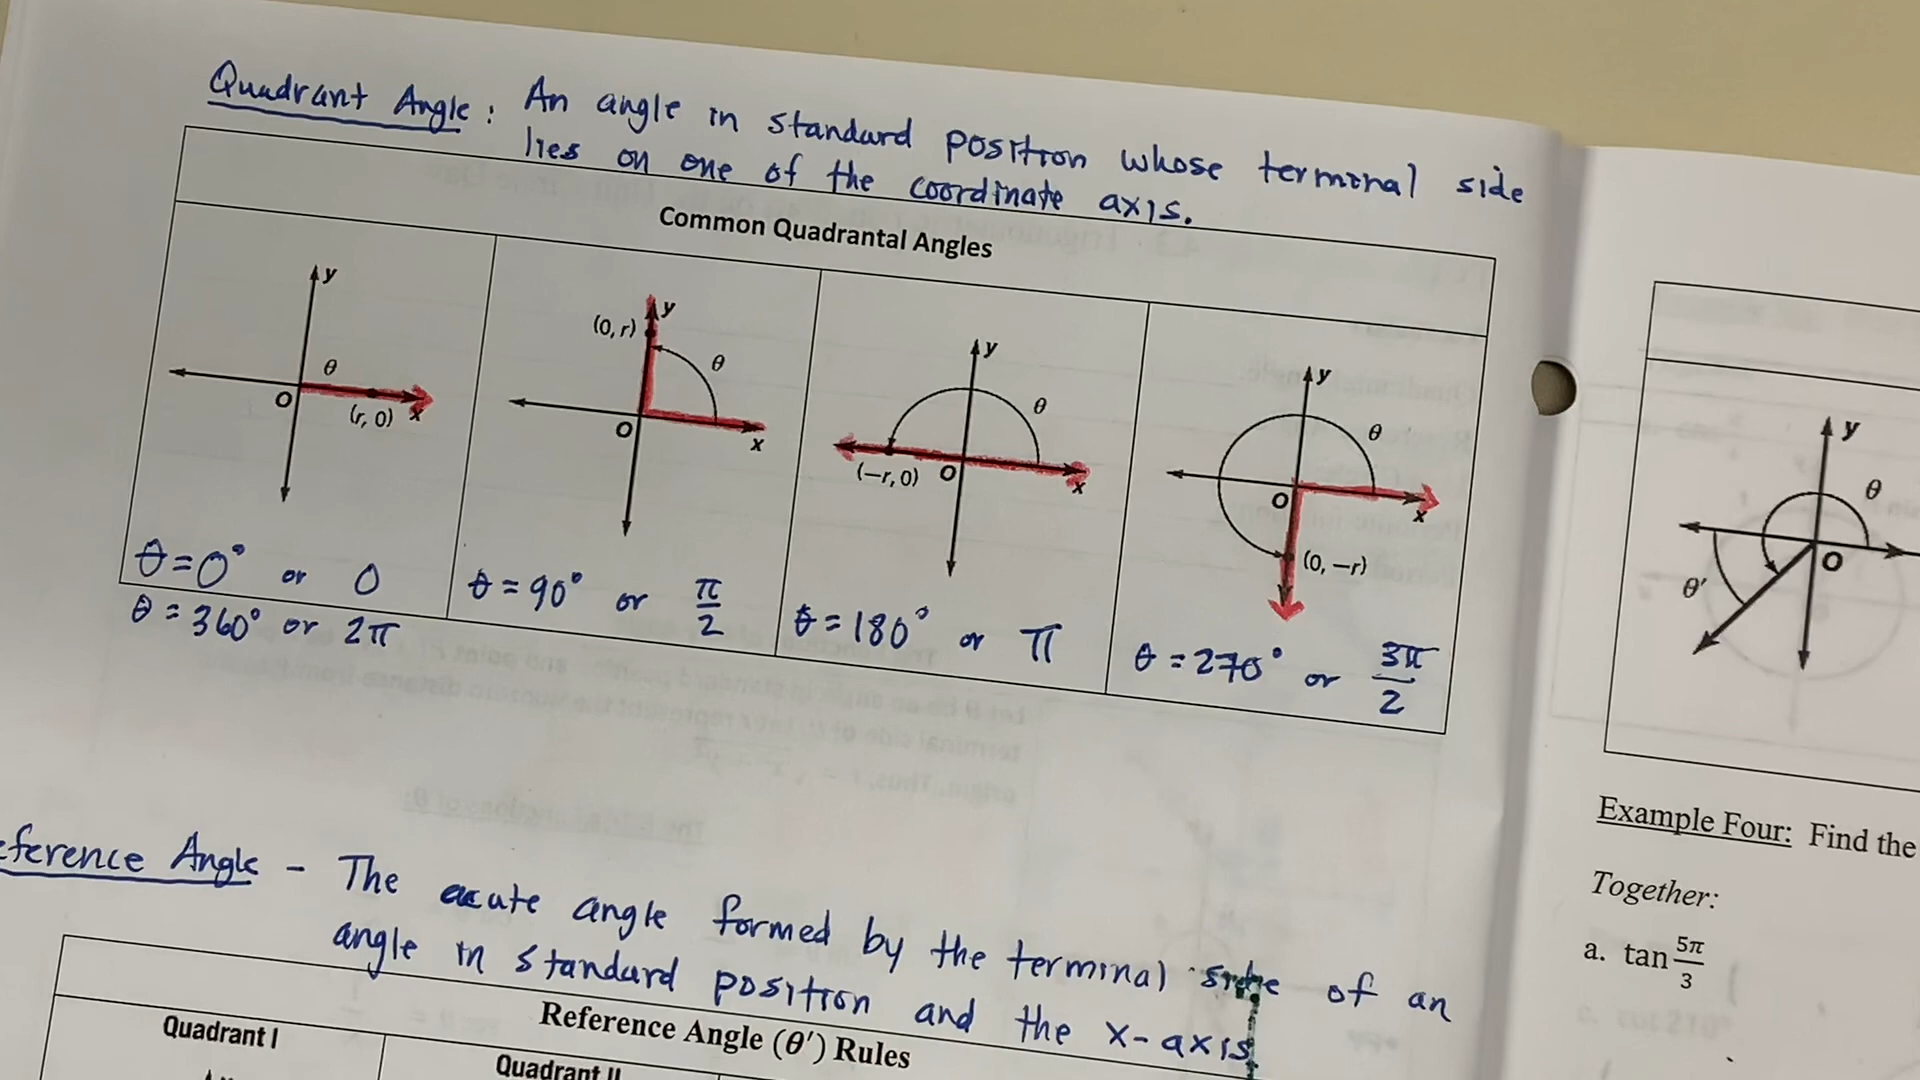 Quadrant Angle: An angle in standard position whose terminal side
lies on one of the coordinate axis.
Common Quadrantal Angles
y
θ
O
(r, 0)
x
θ=0° or 0
θ = 360° or 2π
y
(0, r)
θ
O
x
θ = 90° or π/2
y
θ
(−r, 0)
O
x
θ = 180° or π
y
θ
O
x
(0, −r)
θ = 270° or 3π/2
eference Angle - The acute angle formed by the terminal side of an
angle in standard position and the x-axis
Reference Angle (θ′) Rules
Quadrant I
Quadrant II
y
θ
O
θ′
Example Four: Find the
Together:
a. tan 5π/3